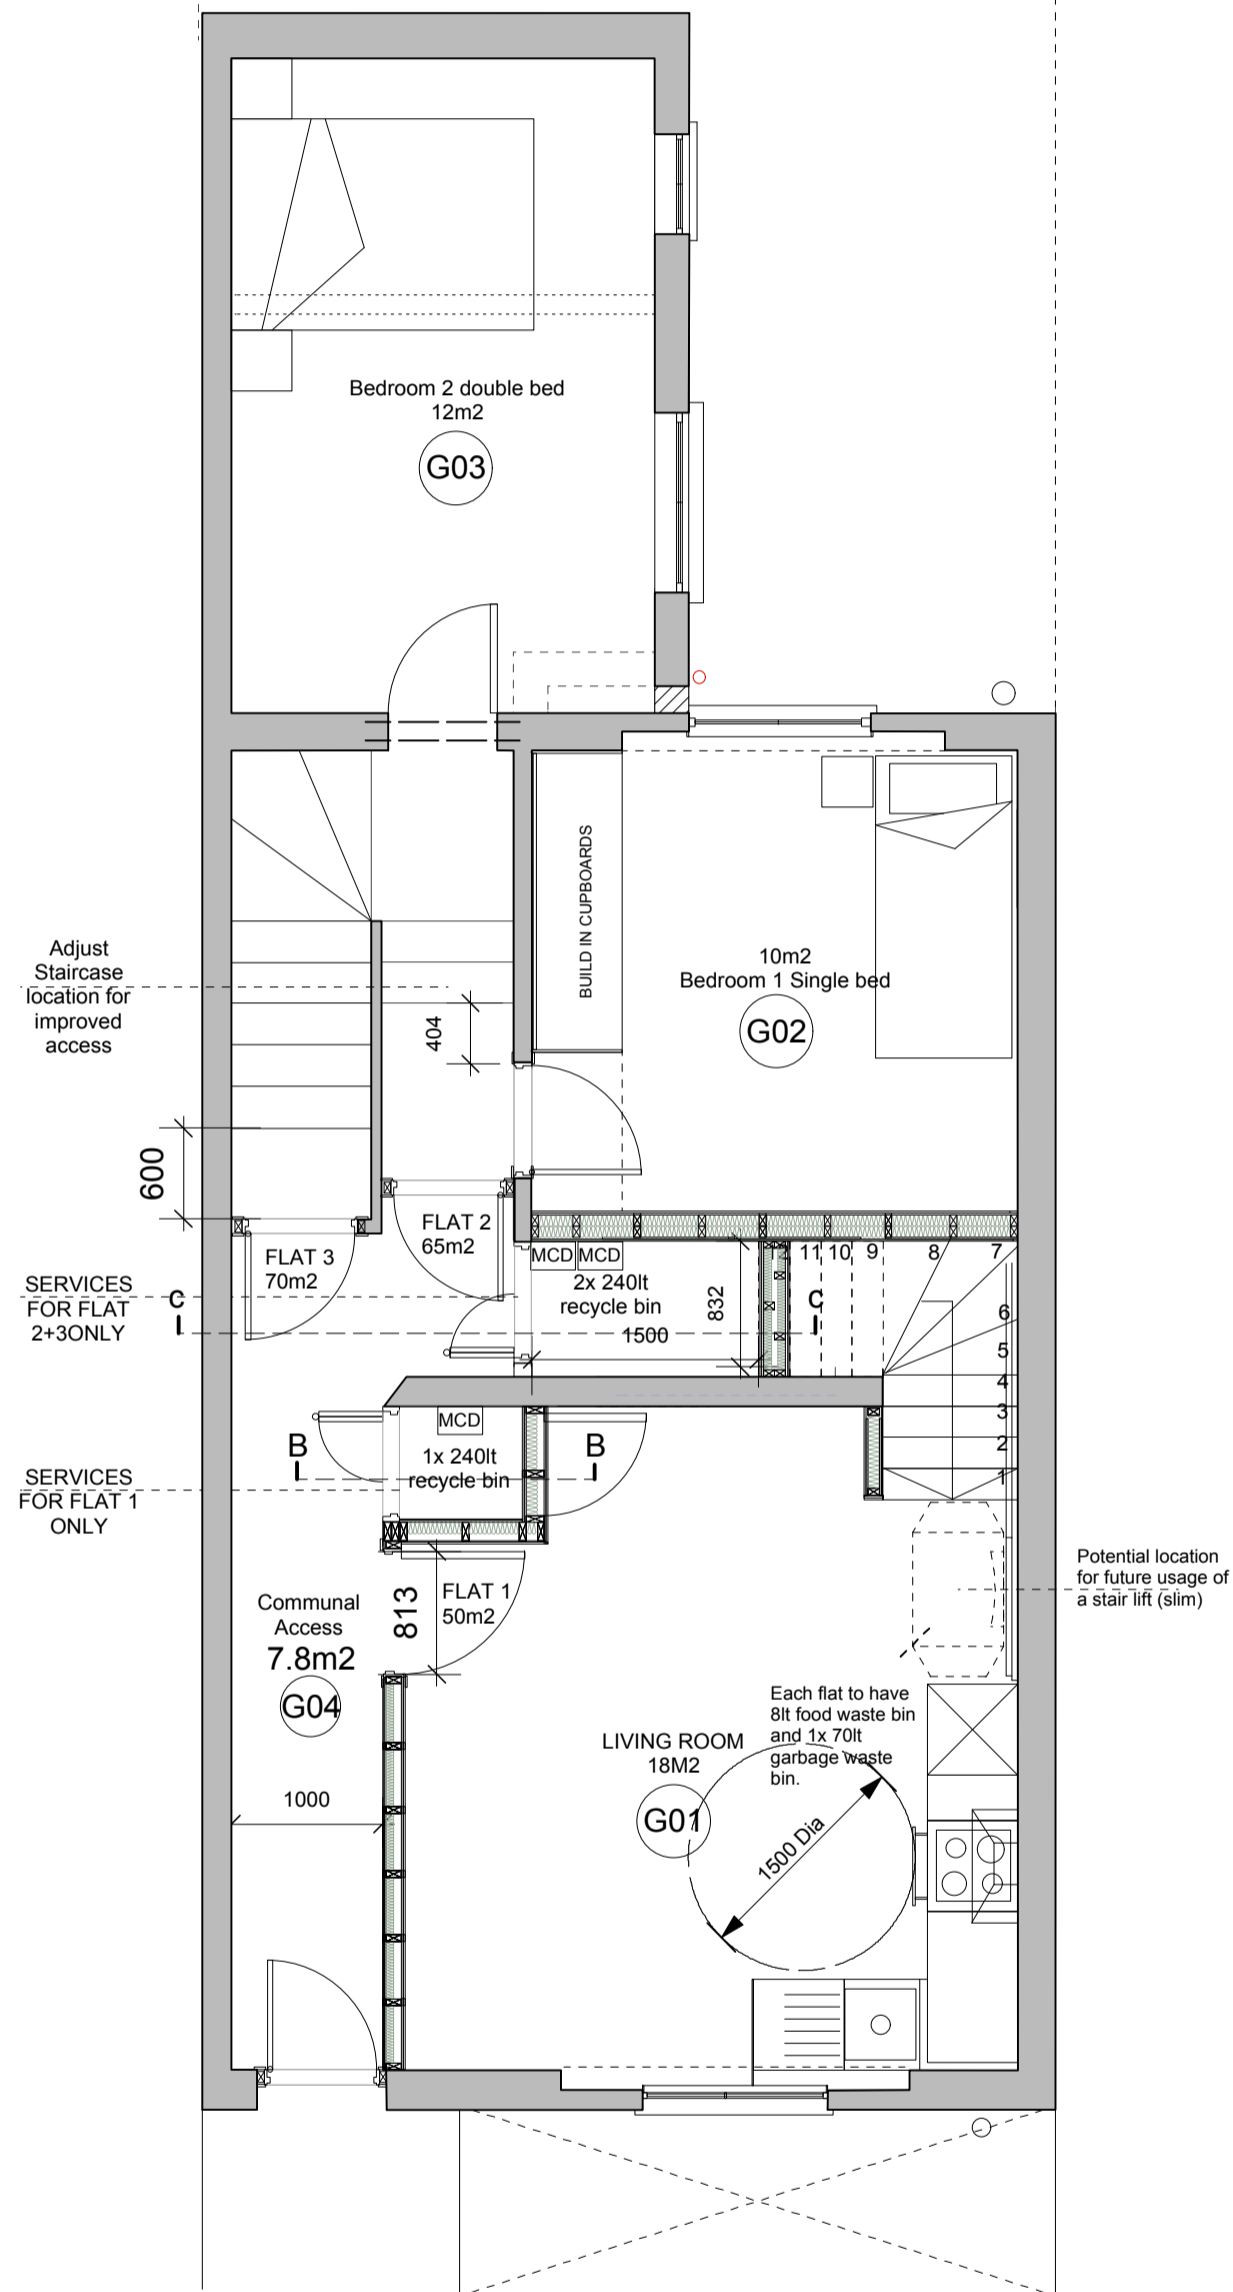 Bedroom 2 double bed
12m2
G03
BUILD IN CUPBOARDS
10m2
Bedroom 1 Single bed
G02
Adjust
Staircase
location for
improved
access
404
600
FLAT 2
65m2
FLAT 3
70m2
MCD
MCD
2x 240lt
recycle bin
832
1500
12
11
10
9
8
7
6
5
4
3
2
1
SERVICES
FOR FLAT
2+3ONLY
c
c
MCD
1x 240lt
recycle bin
B
B
SERVICES
FOR FLAT 1
ONLY
813
FLAT 1
50m2
Communal
Access
7.8m2
G04
Potential location
for future usage of
a stair lift (slim)
Each flat to have
8lt food waste bin
and 1x 70lt
garbage waste
bin.
LIVING ROOM
18M2
G01
1500 Dia
1000